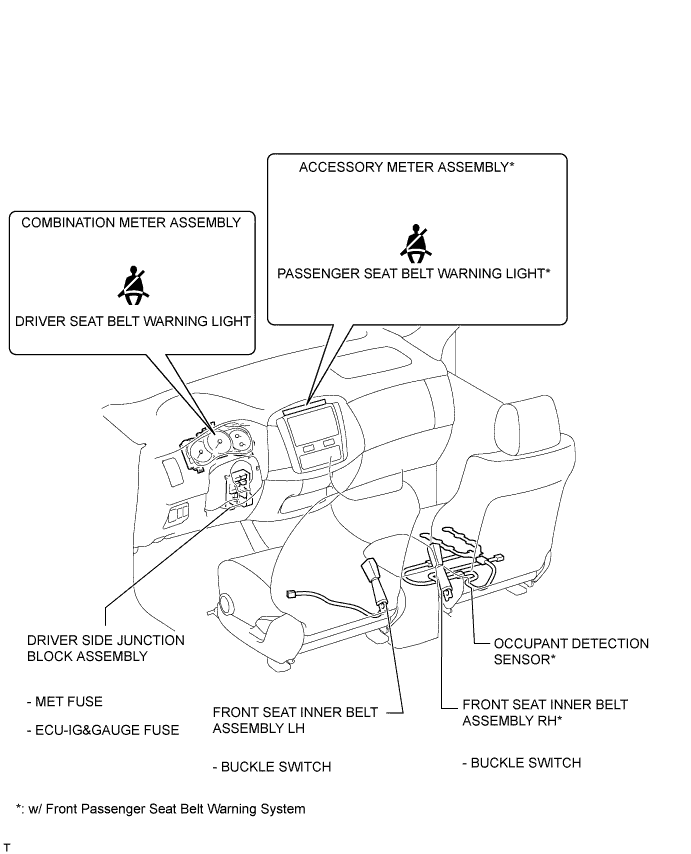 ACCESSORY METER ASSEMBLY*
PASSENGER SEAT BELT WARNING LIGHT*
COMBINATION METER ASSEMBLY
DRIVER SEAT BELT WARNING LIGHT
DRIVER SIDE JUNCTION
BLOCK ASSEMBLY
- MET FUSE
- ECU-IG&GAUGE FUSE
FRONT SEAT INNER BELT
ASSEMBLY LH
- BUCKLE SWITCH
OCCUPANT DETECTION
SENSOR*
FRONT SEAT INNER BELT
ASSEMBLY RH*
- BUCKLE SWITCH
*: w/ Front Passenger Seat Belt Warning System
T